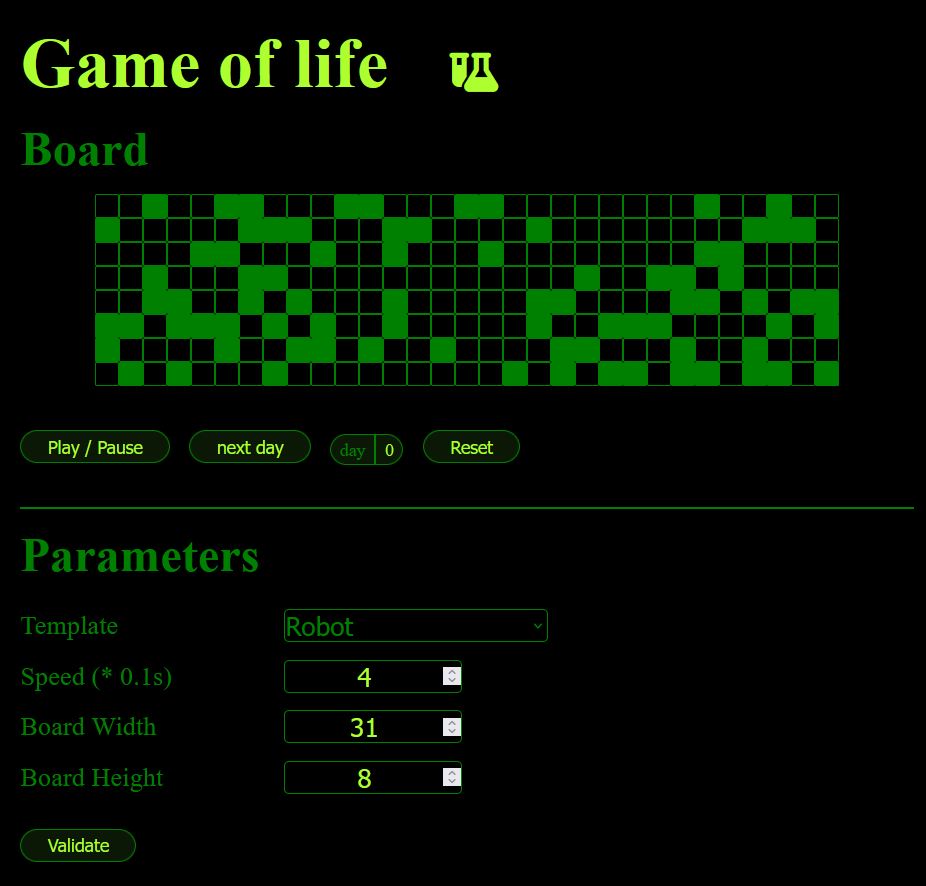 Game of life
Board
Play / Pause next day day 0 Reset
Parameters
Template Robot
Speed (* 0.1s) 4
Board Width 31
Board Height 8
Validate